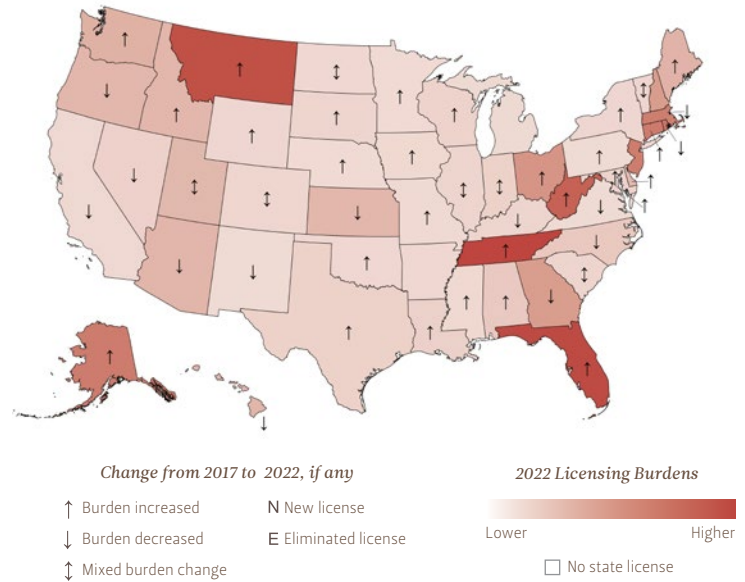 Change from 2017 to 2022, if any
↑ Burden increased
↓ Burden decreased
↕ Mixed burden change
N New license
E Eliminated license
2022 Licensing Burdens
Lower Higher
No state license